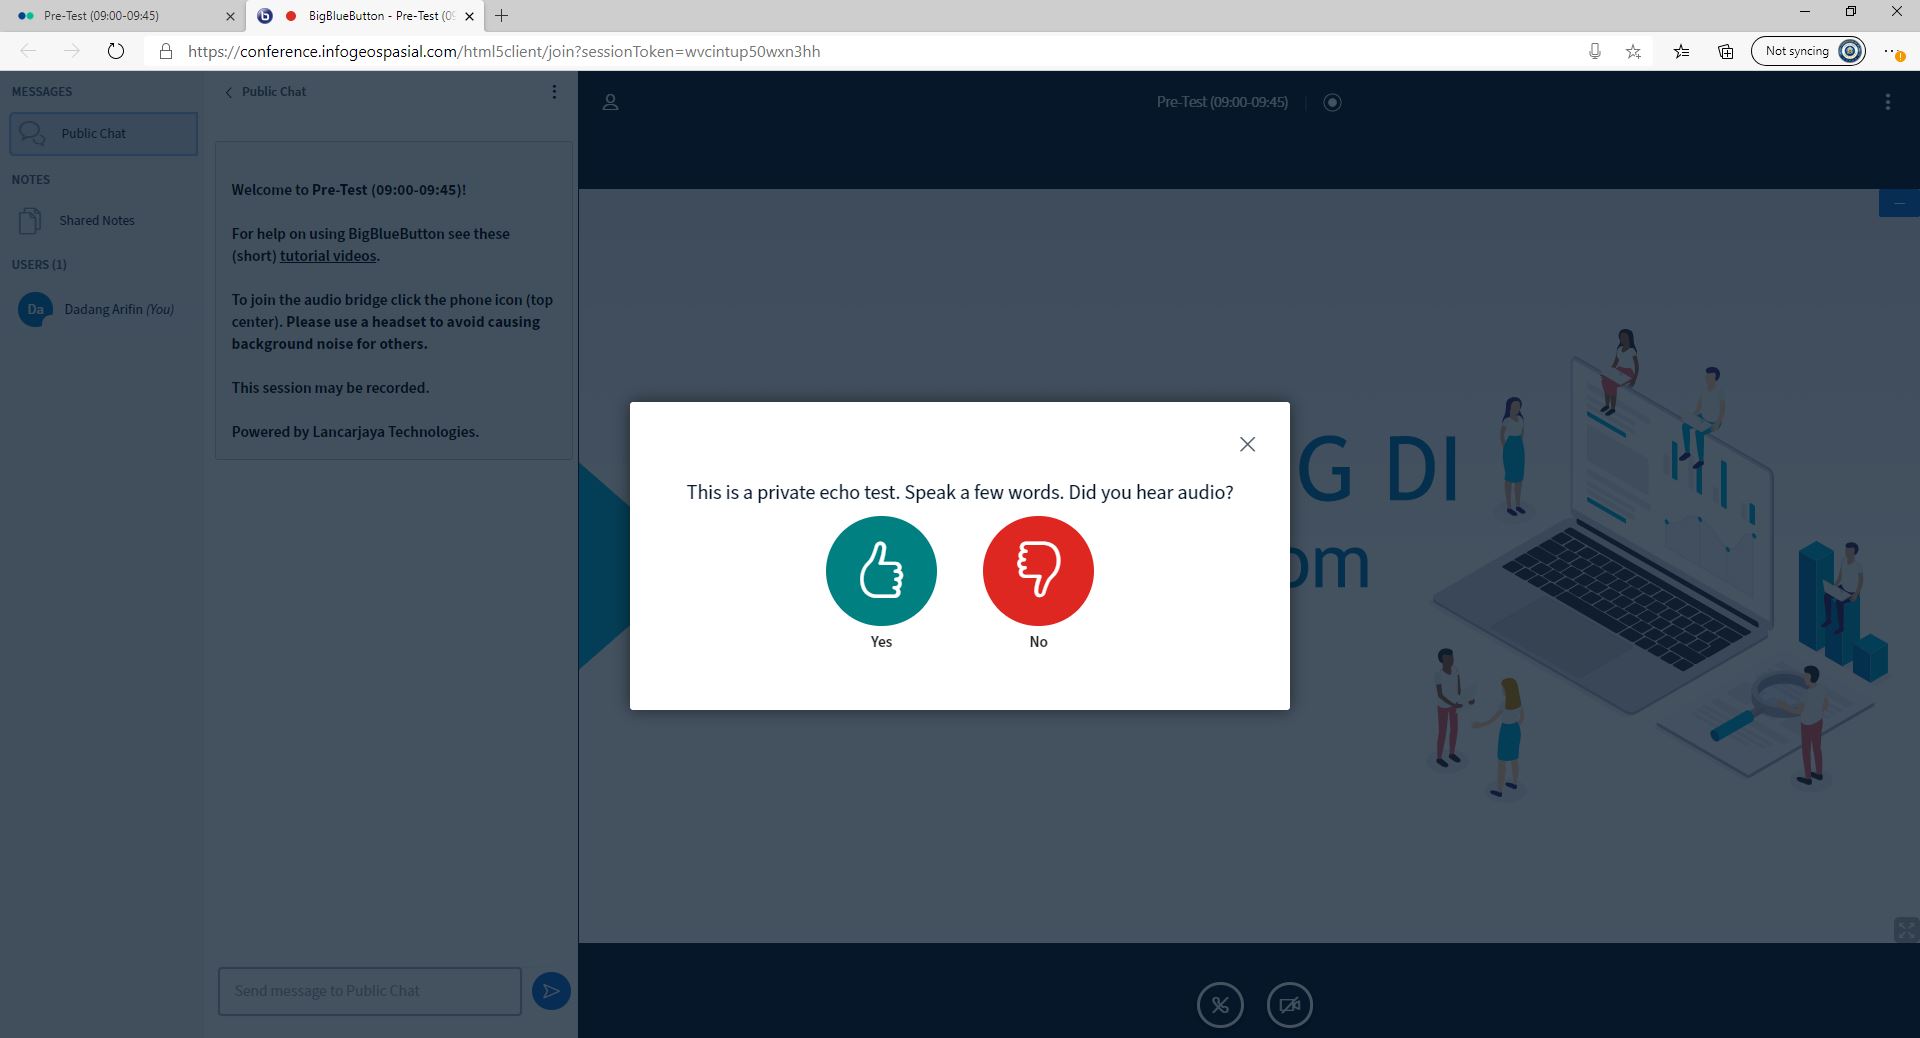 Pre-Test (09:00-09:45)
BigBlueButton - Pre-Test (09
Not syncing
https://conference.infogeospasial.com/html5client/join?sessionToken=wvcintup50wxn3hh
MESSAGES
Public Chat
NOTES
Shared Notes
USERS (1)
Da
Dadang Arifin (You)
Public Chat
Welcome to Pre-Test (09:00-09:45)!
For help on using BigBlueButton see these
(short) tutorial videos.
To join the audio bridge click the phone icon (top
center). Please use a headset to avoid causing
background noise for others.
This session may be recorded.
Powered by Lancarjaya Technologies.
Send message to Public Chat
Pre-Test (09:00-09:45)
G DI
om
This is a private echo test. Speak a few words. Did you hear audio?
Yes
No